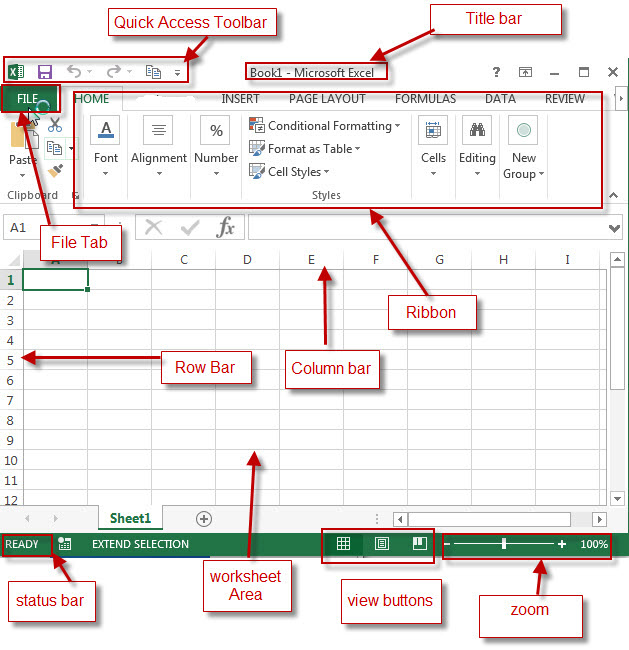 Quick Access Toolbar
Title bar
Book1 - Microsoft Excel
?
FILE
HOME
INSERT
PAGE LAYOUT
FORMULAS
DATA
REVIEW
Paste
Clipboard
A
Font
Alignment
%
Number
Conditional Formatting
Format as Table
Cell Styles
Styles
Cells
Editing
New
Group
A1
fx
File Tab
Ribbon
A B C D E F G H I
1
2
3
4
5
6
7
8
9
10
11
12
Row Bar
Column bar
Sheet1
READY
EXTEND SELECTION
100%
status bar
worksheet
Area
view buttons
zoom